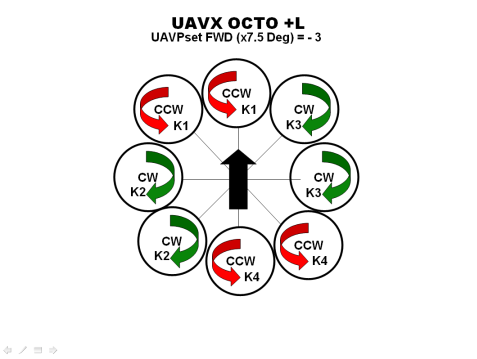 UAVX OCTO +L
UAVPset FWD (x7.5 Deg) = - 3
CCW
K1
CCW
K1
CW
K3
CW
K2
CW
K3
CW
K2
CCW
K4
CCW
K4